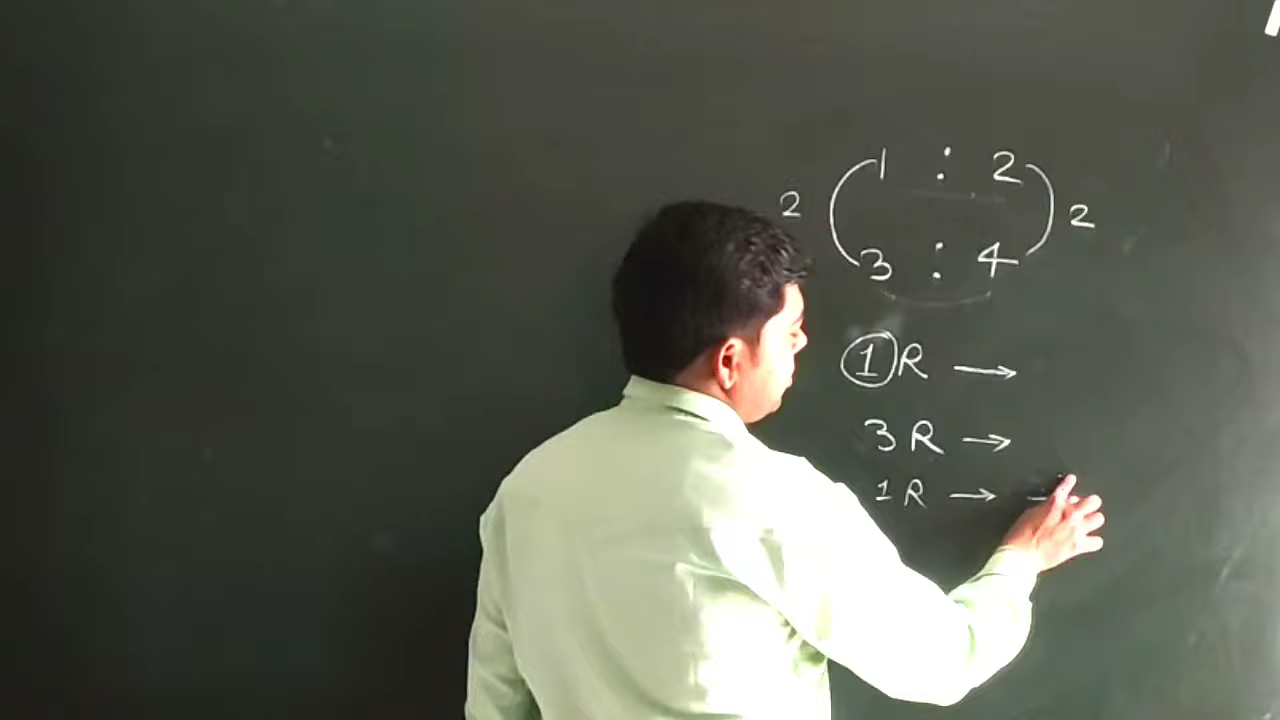 1 : 2
2 2
3 : 4
1 R →
3 R →
1 R →